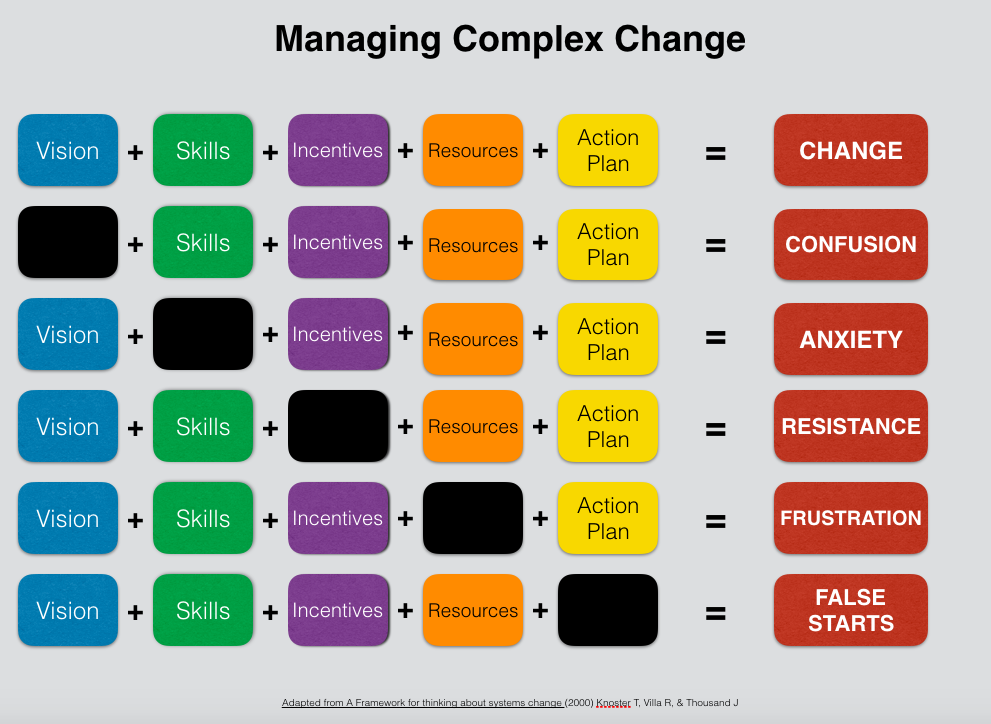 Managing Complex Change
Vision + Skills + Incentives + Resources + Action Plan = CHANGE
+ Skills + Incentives + Resources + Action Plan = CONFUSION
Vision + + Incentives + Resources + Action Plan = ANXIETY
Vision + Skills + + Resources + Action Plan = RESISTANCE
Vision + Skills + Incentives + + Action Plan = FRUSTRATION
Vision + Skills + Incentives + Resources + = FALSE STARTS
Adapted from A Framework for thinking about systems change (2000) Knoster T, Villa R, & Thousand J